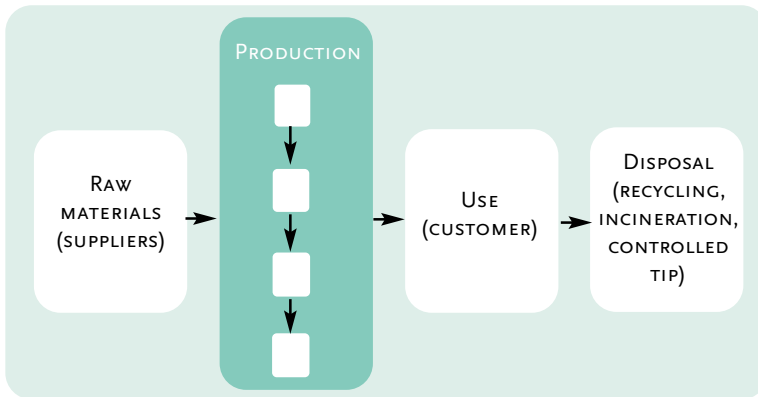 Production
Raw
materials
(suppliers)
Use
(customer)
Disposal
(recycling,
incineration,
controlled
tip)